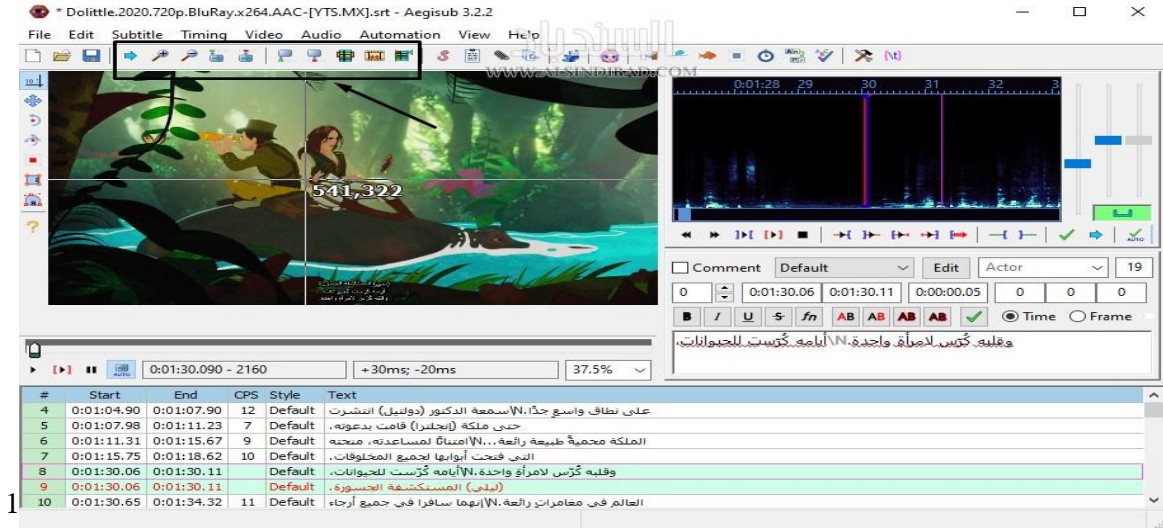 * Dolittle.2020.720p.BluRay.x264.AAC-[YTS.MX].srt - Aegisub 3.2.2
السندباد
File Edit Subtitle Timing Video Audio Automation View Help
WWW.ALSINDIBAD.COM
0:01:28 29 30 31 32 3
541,322
Comment Default Edit Actor 19
0 0:01:30.06 0:01:30.11 0:00:00.05 0 0 0
B I U S fn AB AB AB AB Time Frame
وقلبه كُرّس لامرأة واحدة.\Nأيامه كُرّست للحيوانات،
0:01:30.090 - 2160 +30ms; -20ms 37.5%
# Start End CPS Style Text
4 0:01:04.90 0:01:07.90 12 Default على نطاق واسع جدًا.\Nسمعة الدكتور (دولتيل) انتشرت
5 0:01:07.98 0:01:11.23 7 Default حتى ملكة (إنجلترا) قامت بدعوته.
6 0:01:11.31 0:01:15.67 9 Default الملكة محميةً طبيعة رائعة...\Nامتنانًا لمساعدته، منحته
7 0:01:15.75 0:01:18.62 10 Default التي فتحت أبوابها لجميع المخلوقات.
8 0:01:30.06 0:01:30.11 Default وقلبه كُرّس لامرأة واحدة.\Nأيامه كُرّست للحيوانات،
9 0:01:30.06 0:01:30.11 Default (ليلي) المستكشفة الجسورة.
10 0:01:30.65 0:01:34.32 11 Default العالم في مغامرات رائعة.\Nإنهما سافرا في جميع أرجاء
1